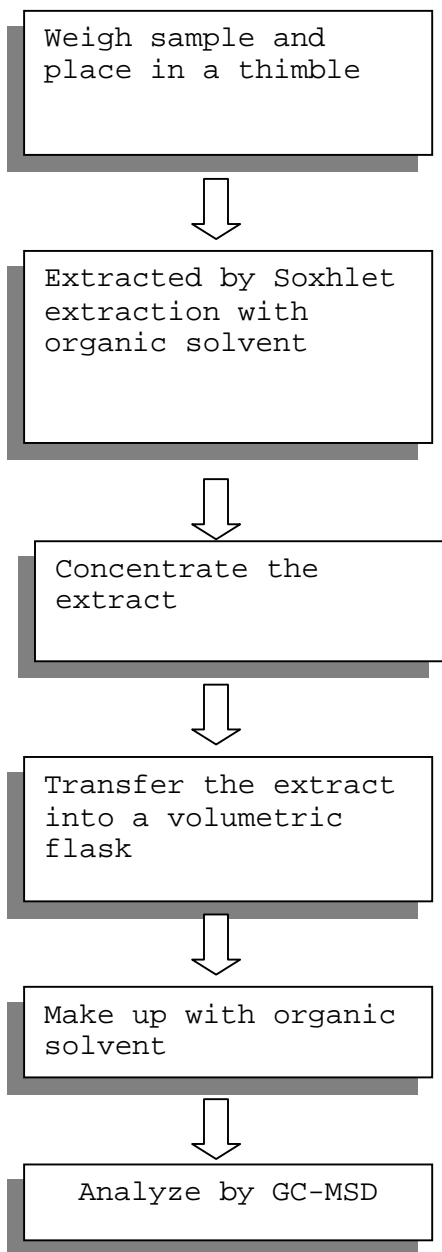 Weigh sample and
place in a thimble
Extracted by Soxhlet
extraction with
organic solvent
Concentrate the
extract
Transfer the extract
into a volumetric
flask
Make up with organic
solvent
Analyze by GC-MSD